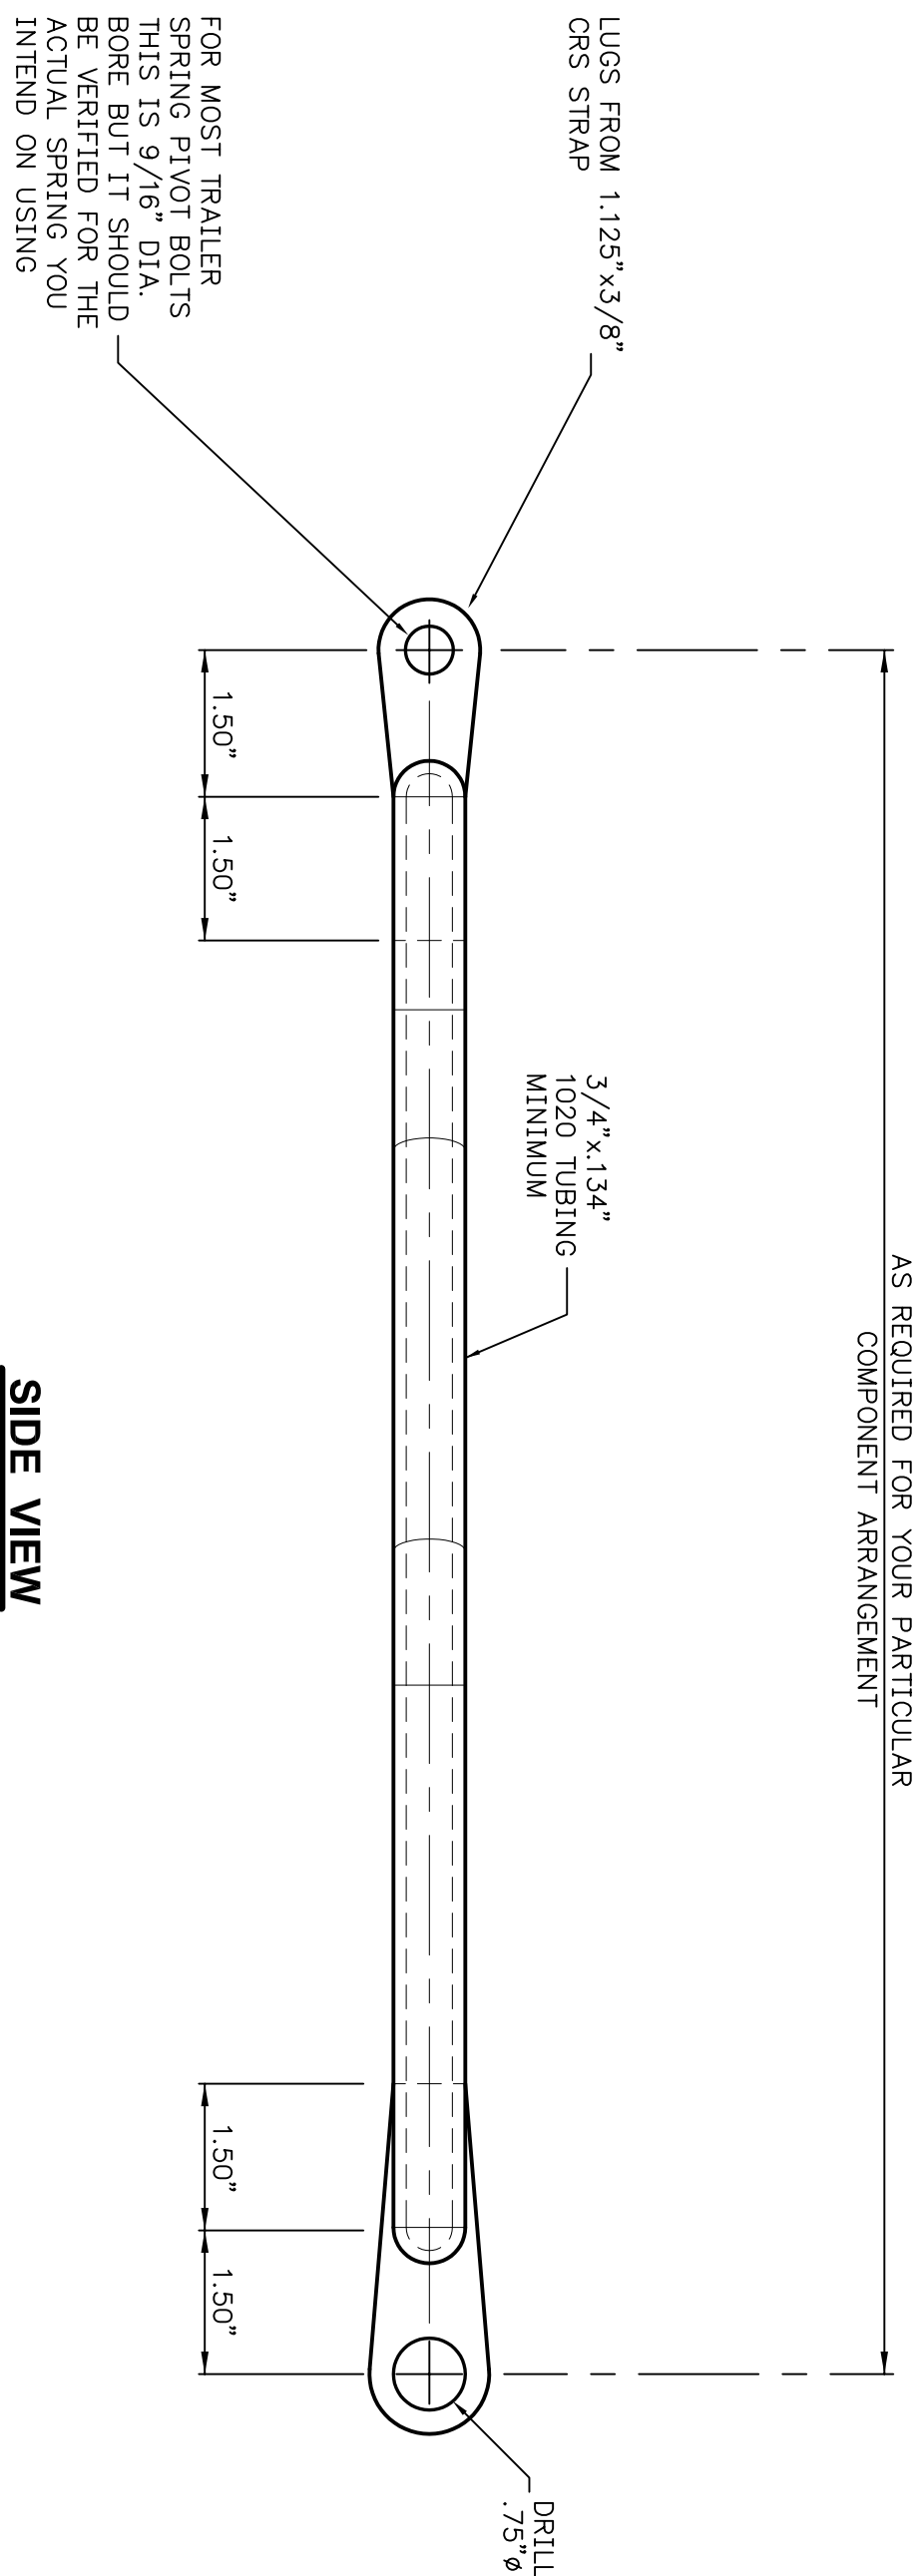 AS REQUIRED FOR YOUR PARTICULAR
COMPONENT ARRANGEMENT
LUGS FROM 1.125"x3/8"
CRS STRAP
3/4"x.134"
1020 TUBING
MINIMUM
DRILL
.75"ø
1.50"
1.50"
1.50"
1.50"
FOR MOST TRAILER
SPRING PIVOT BOLTS
THIS IS 9/16" DIA.
BORE BUT IT SHOULD
BE VERIFIED FOR THE
ACTUAL SPRING YOU
INTEND ON USING
SIDE VIEW